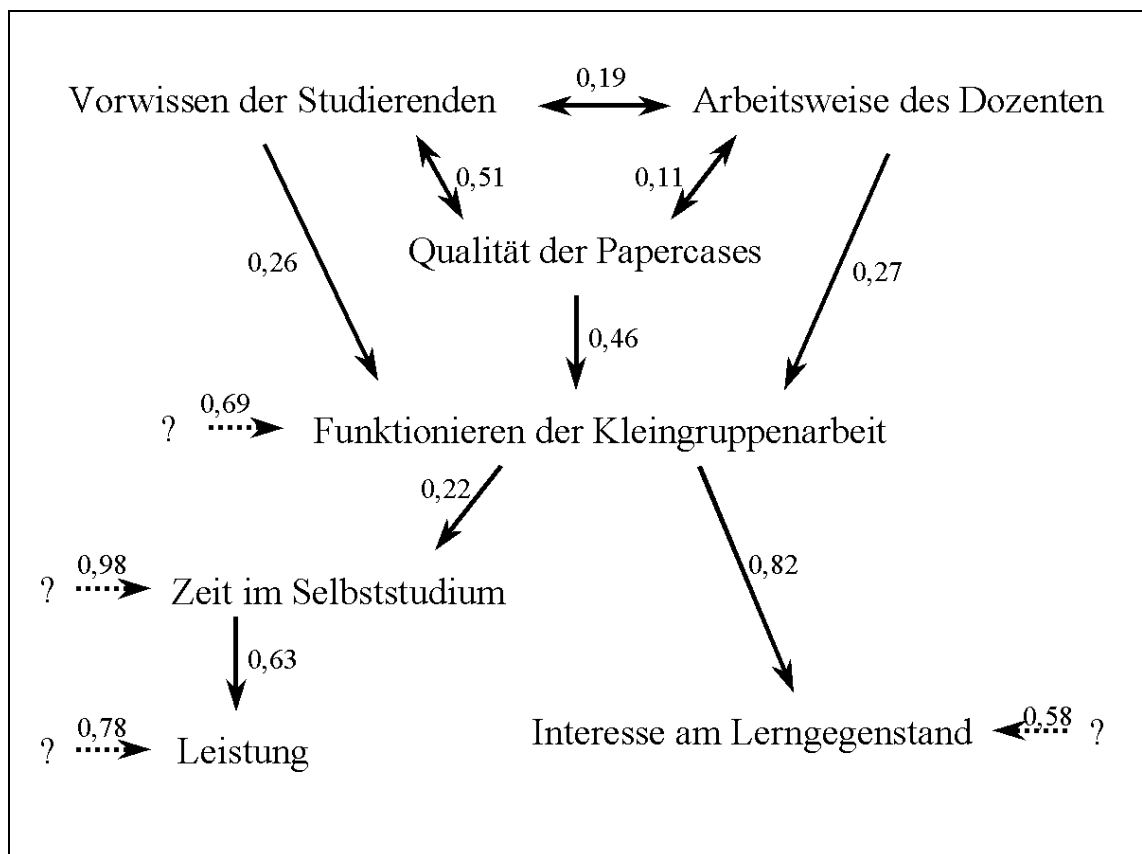 0,19
Vorwissen der Studierenden
Arbeitsweise des Dozenten
0,51
0,11
Qualität der Papercases
0,26
0,27
0,46
0,69
? Funktionieren der Kleingruppenarbeit
0,22
0,98
0,82
? Zeit im Selbststudium
0,63
0,78
0,58
? Leistung
Interesse am Lerngegenstand ?